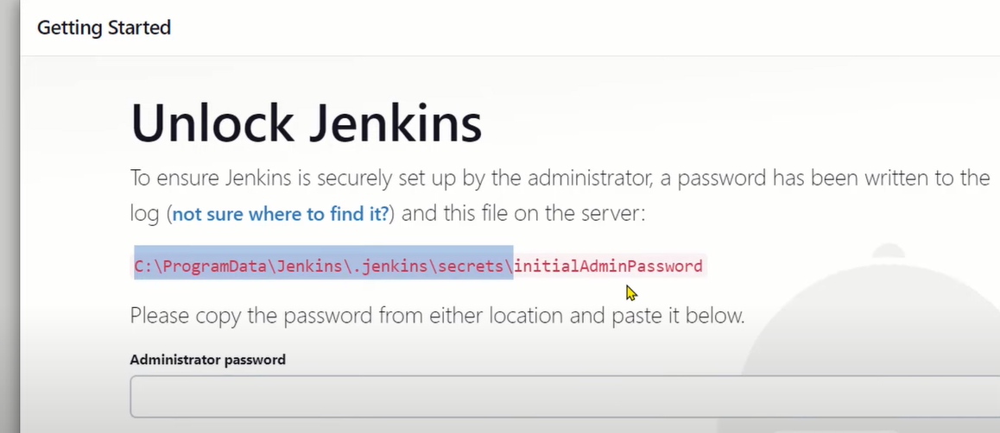 Getting Started
Unlock Jenkins
To ensure Jenkins is securely set up by the administrator, a password has been written to the
log (not sure where to find it?) and this file on the server:
C:\ProgramData\Jenkins\.jenkins\secrets\initialAdminPassword
Please copy the password from either location and paste it below.
Administrator password